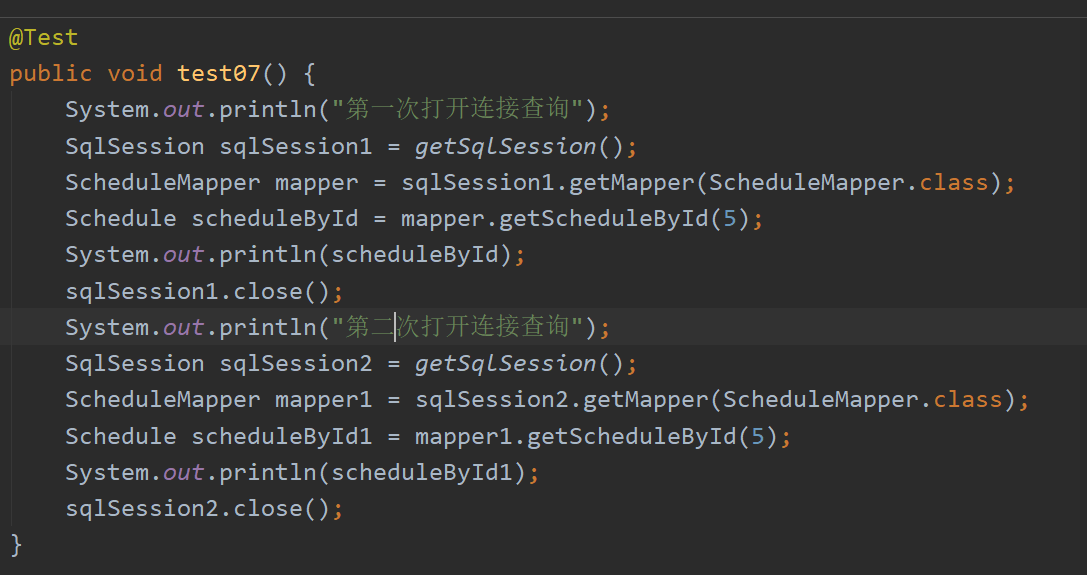 @Test
public void test07() {
System.out.println("第一次打开连接查询");
SqlSession sqlSession1 = getSqlSession();
ScheduleMapper mapper = sqlSession1.getMapper(ScheduleMapper.class);
Schedule scheduleById = mapper.getScheduleById(5);
System.out.println(scheduleById);
sqlSession1.close();
System.out.println("第二次打开连接查询");
SqlSession sqlSession2 = getSqlSession();
ScheduleMapper mapper1 = sqlSession2.getMapper(ScheduleMapper.class);
Schedule scheduleById1 = mapper1.getScheduleById(5);
System.out.println(scheduleById1);
sqlSession2.close();
}